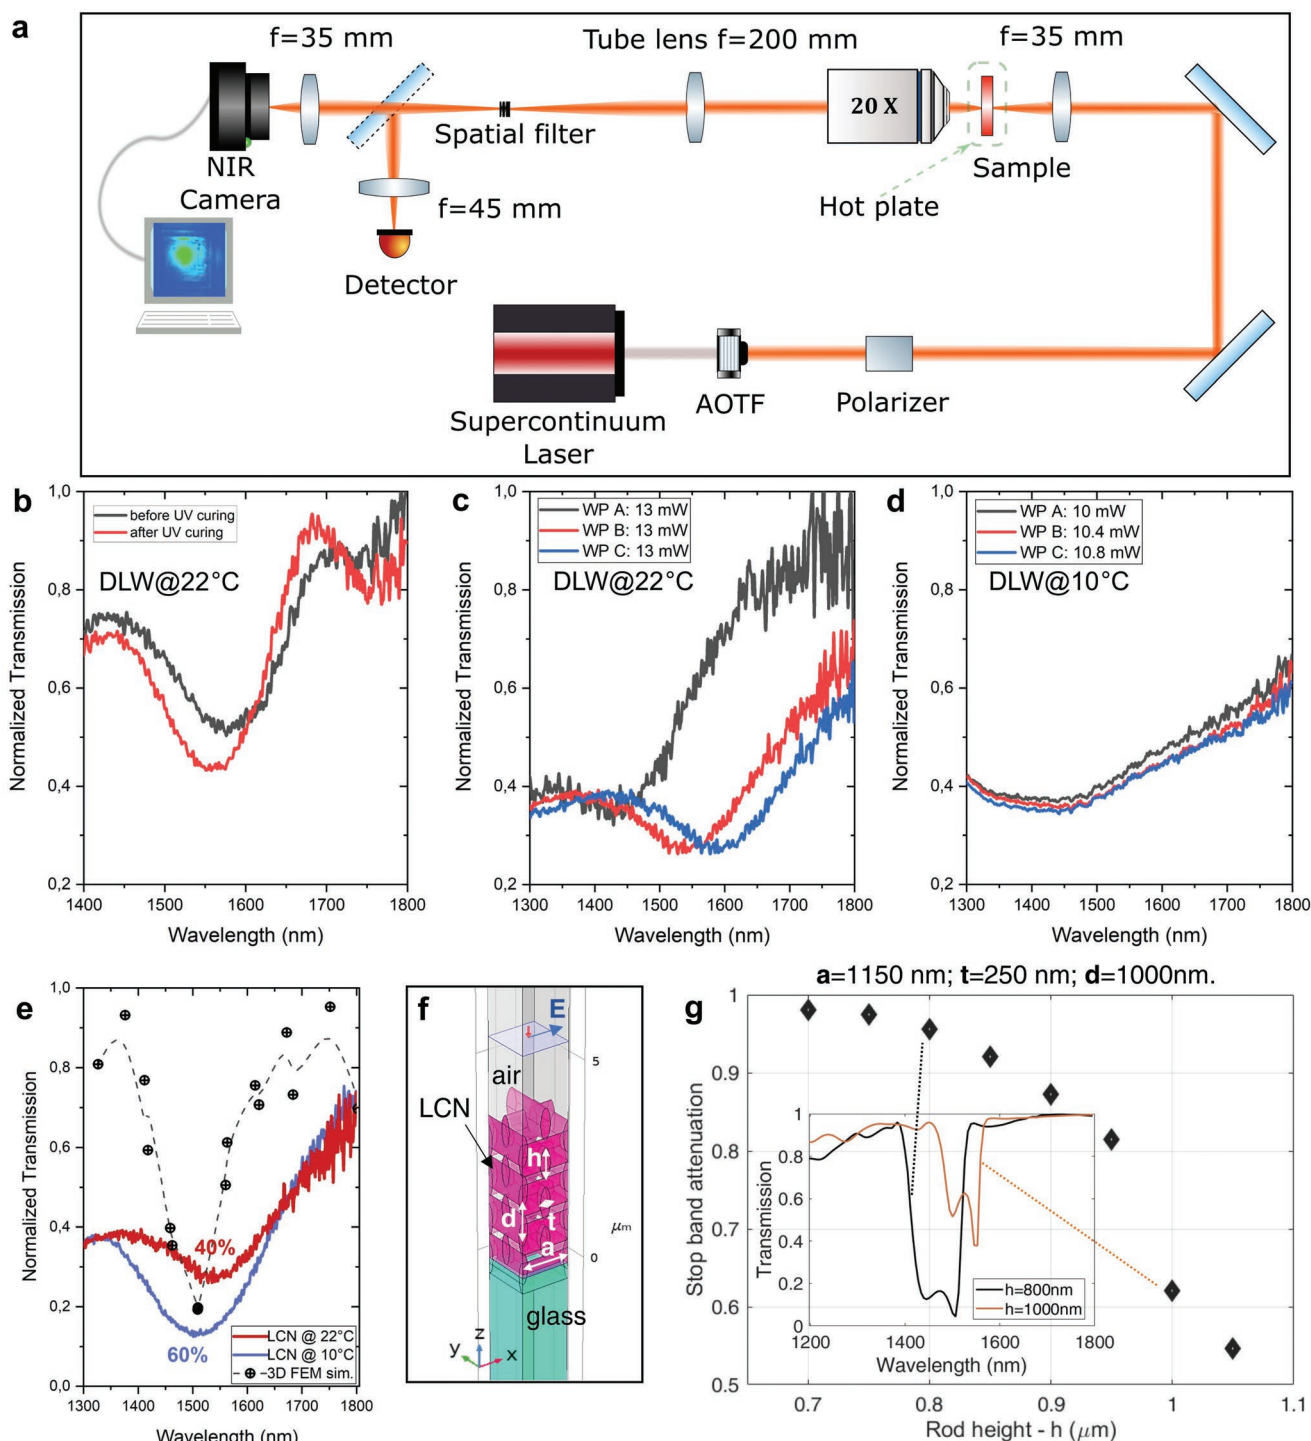 a
f=35 mm
Tube lens f=200 mm
f=35 mm
20 X
Spatial filter
NIR
Camera
Sample
f=45 mm
Hot plate
Detector
Supercontinuum
Laser
AOTF
Polarizer
b
before UV curing
after UV curing
DLW@22°C
Normalized Transmission
1,0
0,8
0,6
0,4
0,2
1400
1500
1600
1700
1800
Wavelength (nm)
c
WP A: 13 mW
WP B: 13 mW
WP C: 13 mW
DLW@22°C
Normalized Transmission
1,0
0,8
0,6
0,4
0,2
1300
1400
1500
1600
1700
1800
Wavelength (nm)
d
WP A: 10 mW
WP B: 10.4 mW
WP C: 10.8 mW
DLW@10°C
Normalized Transmission
1,0
0,8
0,6
0,4
0,2
1300
1400
1500
1600
1700
1800
Wavelength (nm)
e
Normalized Transmission
1,0
0,8
0,6
0,4
0,2
0,0
40%
60%
LCN @ 22°C
LCN @ 10°C
3D FEM sim.
1300
1400
1500
1600
1700
1800
Wavelength (nm)
f
E
5
air
LCN
h
d
t
a
μm
0
glass
z
y
x
a=1150 nm; t=250 nm; d=1000nm.
g
Stop band attenuation
1
0.9
0.8
0.7
0.6
0.5
Transmission
1
0.8
0.6
0.4
0.2
0
h=800nm
h=1000nm
1200
1400
1600
1800
Wavelength (nm)
0.7
0.8
0.9
1
1.1
Rod height - h (μm)